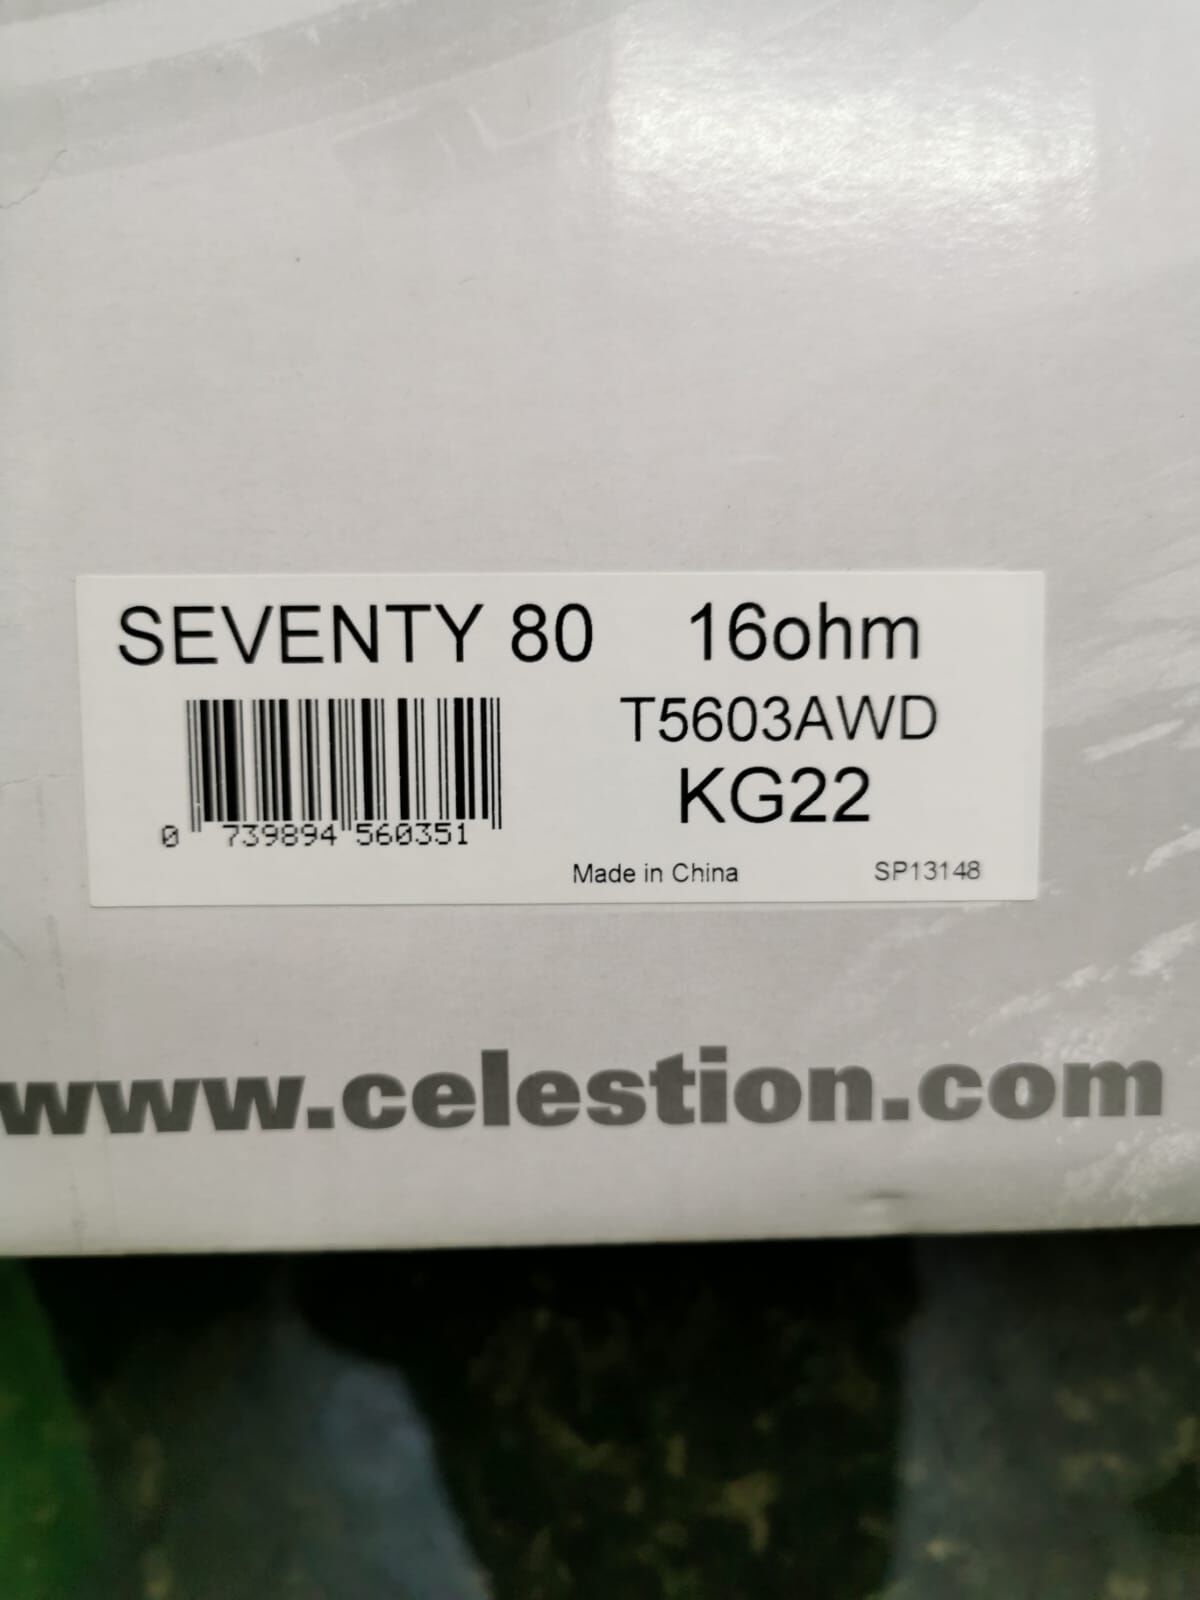 SEVENTY 80 16ohm
T5603AWD
KG22
0 739894 560351
Made in China SP13148
www.celestion.com